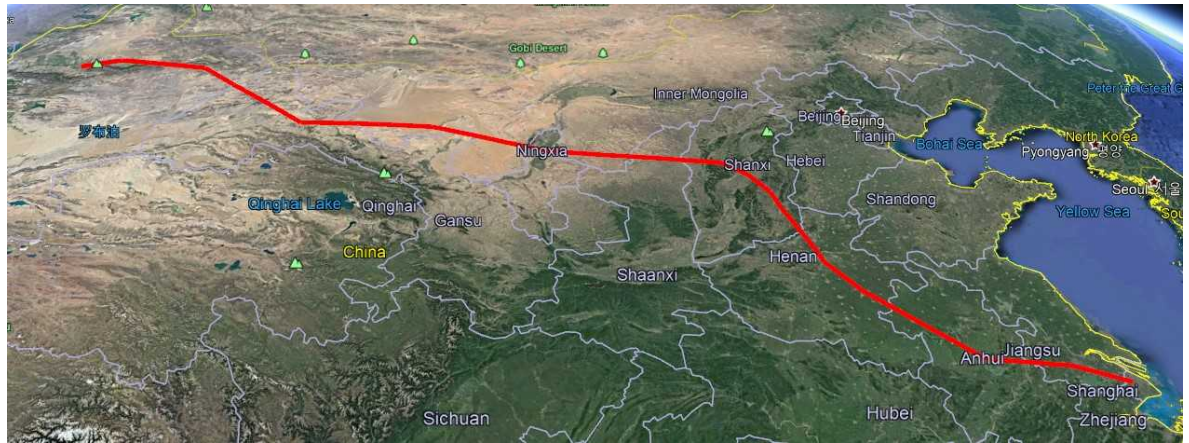 Gobi Desert
Inner Mongolia
Peter the Great G
Beijing
Beijing
Tianjin
罗布泊
Ningxia
Shanxi
Hebei
Bohai Sea
North Korea
Pyongyang
평양
Seoul
서울
Qinghai Lake
Qinghai
Gansu
Shandong
Yellow Sea
Sou
China
Shaanxi
Henan
Anhui
Jiangsu
Shanghai
Sichuan
Hubei
Zhejiang